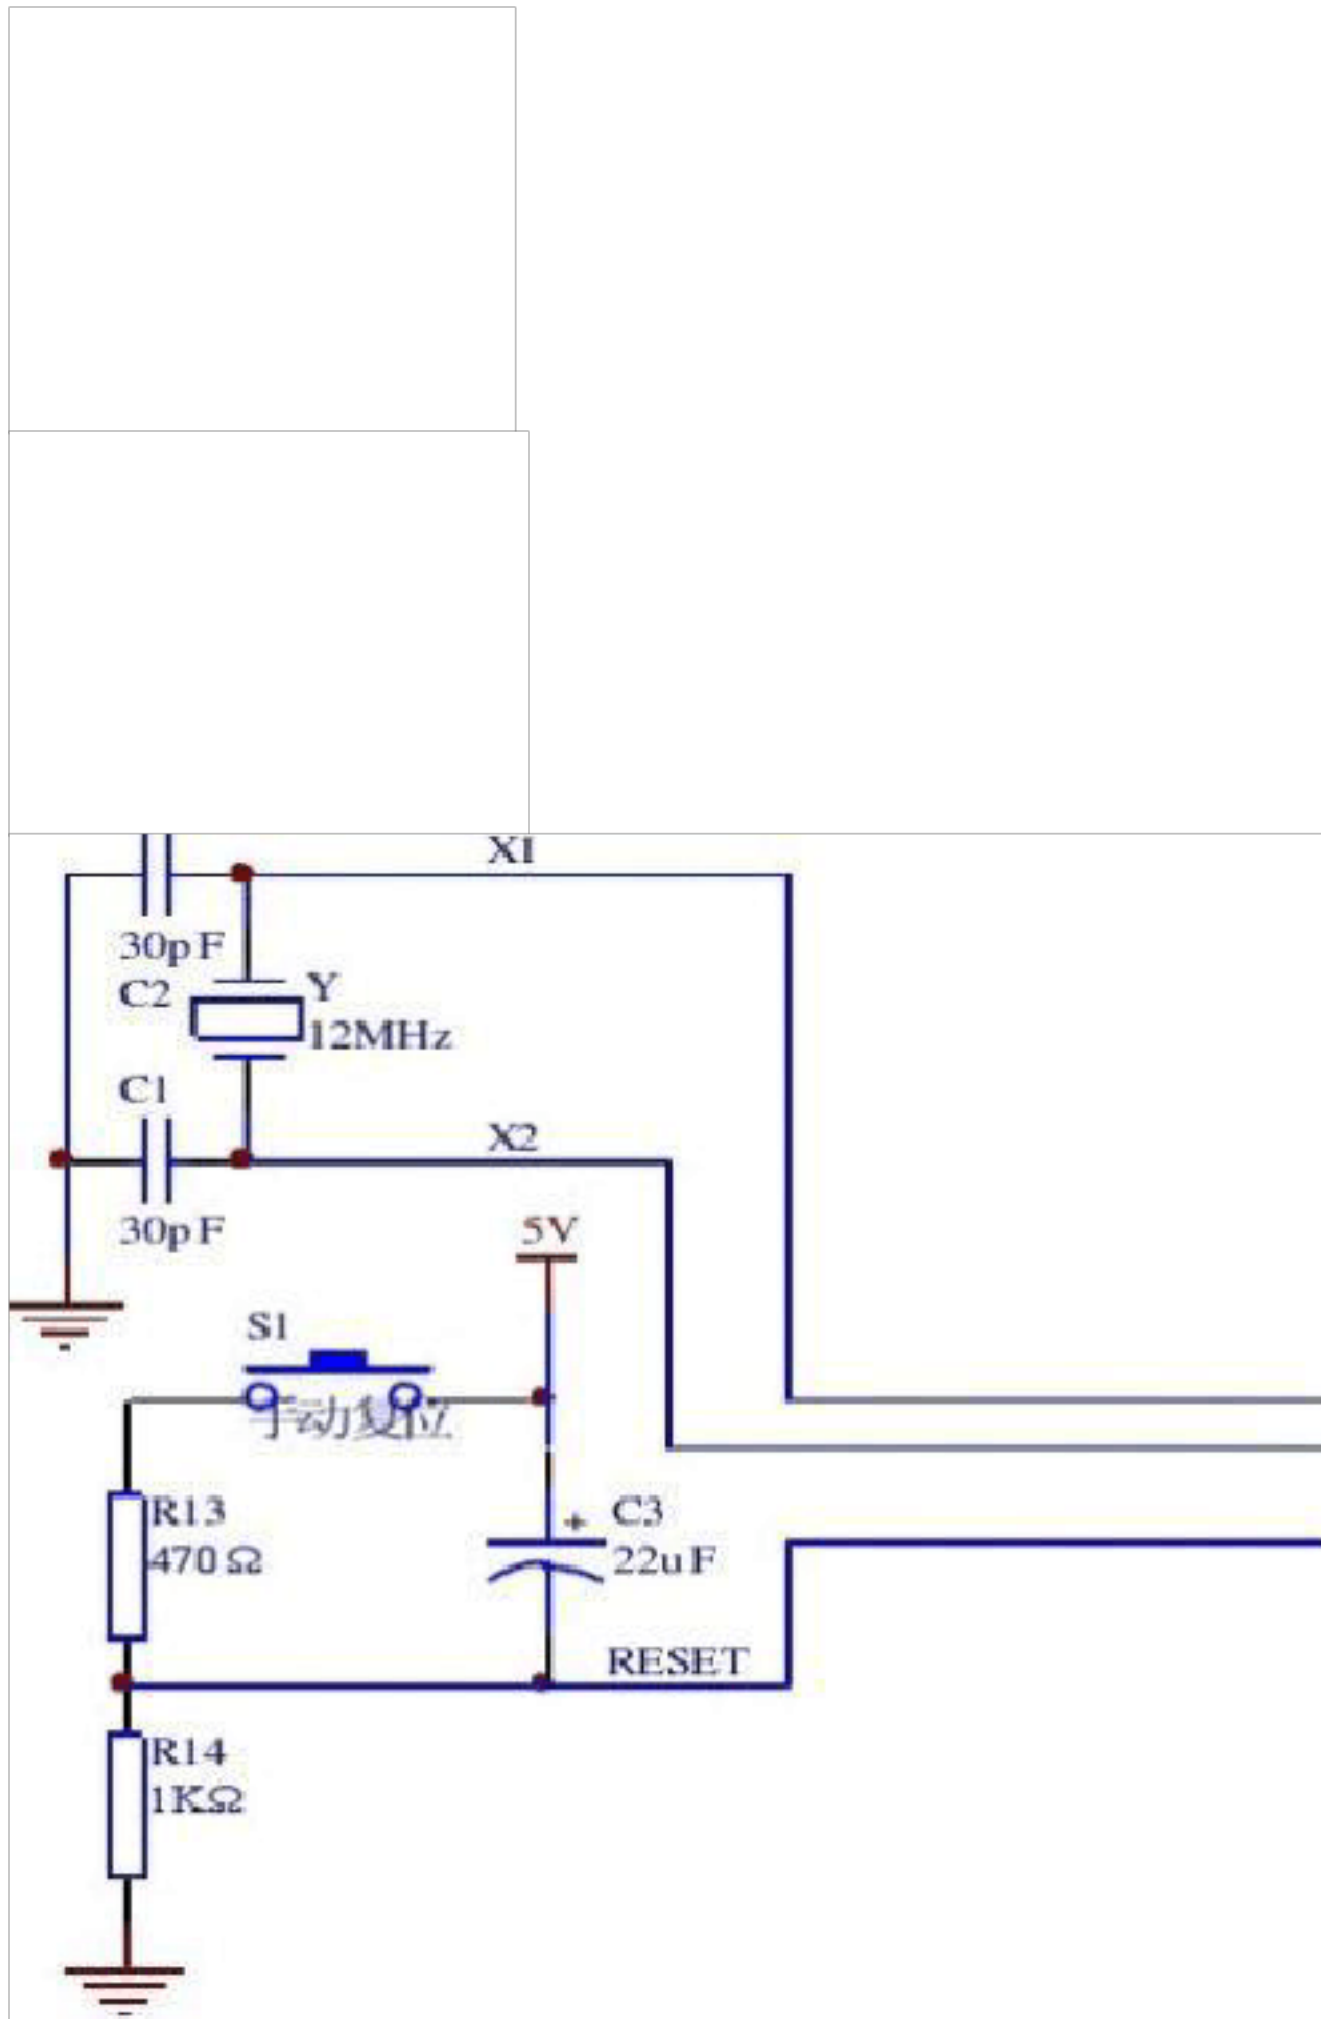 X1
30pF
C2
Y
12MHz
C1
X2
30pF
5V
S1
手动复位
R13
470Ω
C3
22uF
+
RESET
R14
1KΩ